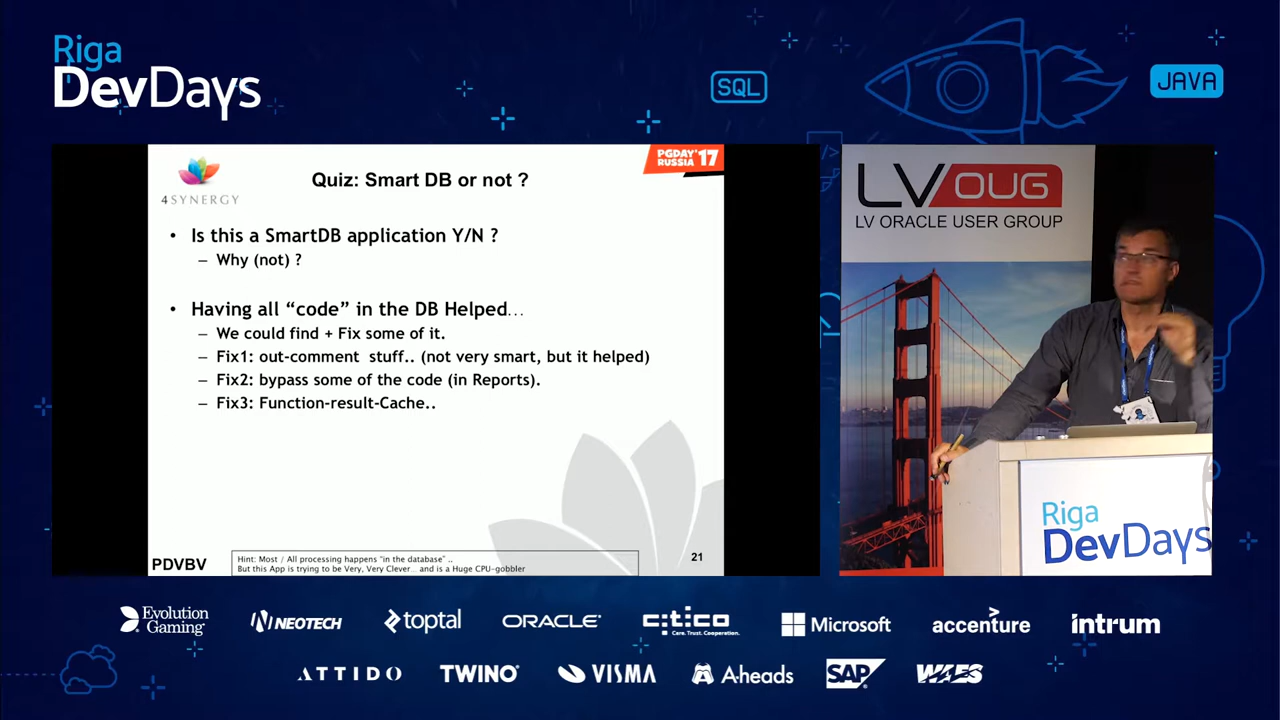 Riga
DevDays
SQL
JAVA
4SYNERGY
PGDAY'17
RUSSIA
Quiz: Smart DB or not ?
• Is this a SmartDB application Y/N ?
– Why (not) ?
• Having all “code” in the DB Helped…
– We could find + Fix some of it.
– Fix1: out-comment stuff.. (not very smart, but it helped)
– Fix2: bypass some of the code (in Reports).
– Fix3: Function-result-Cache..
PDVBV
Hint: Most / All processing happens “in the database” ..
But this App is trying to be Very, Very Clever... and is a Huge CPU-gobbler
21
LVOUG
LV ORACLE USER GROUP
Riga
DevDays
Evolution
Gaming
NEOTECH
toptal
ORACLE
citico
Care. Trust. Cooperation.
Microsoft
accenture
intrum
ATTIDO
TWINO
VISMA
A-heads
SAP
WAES